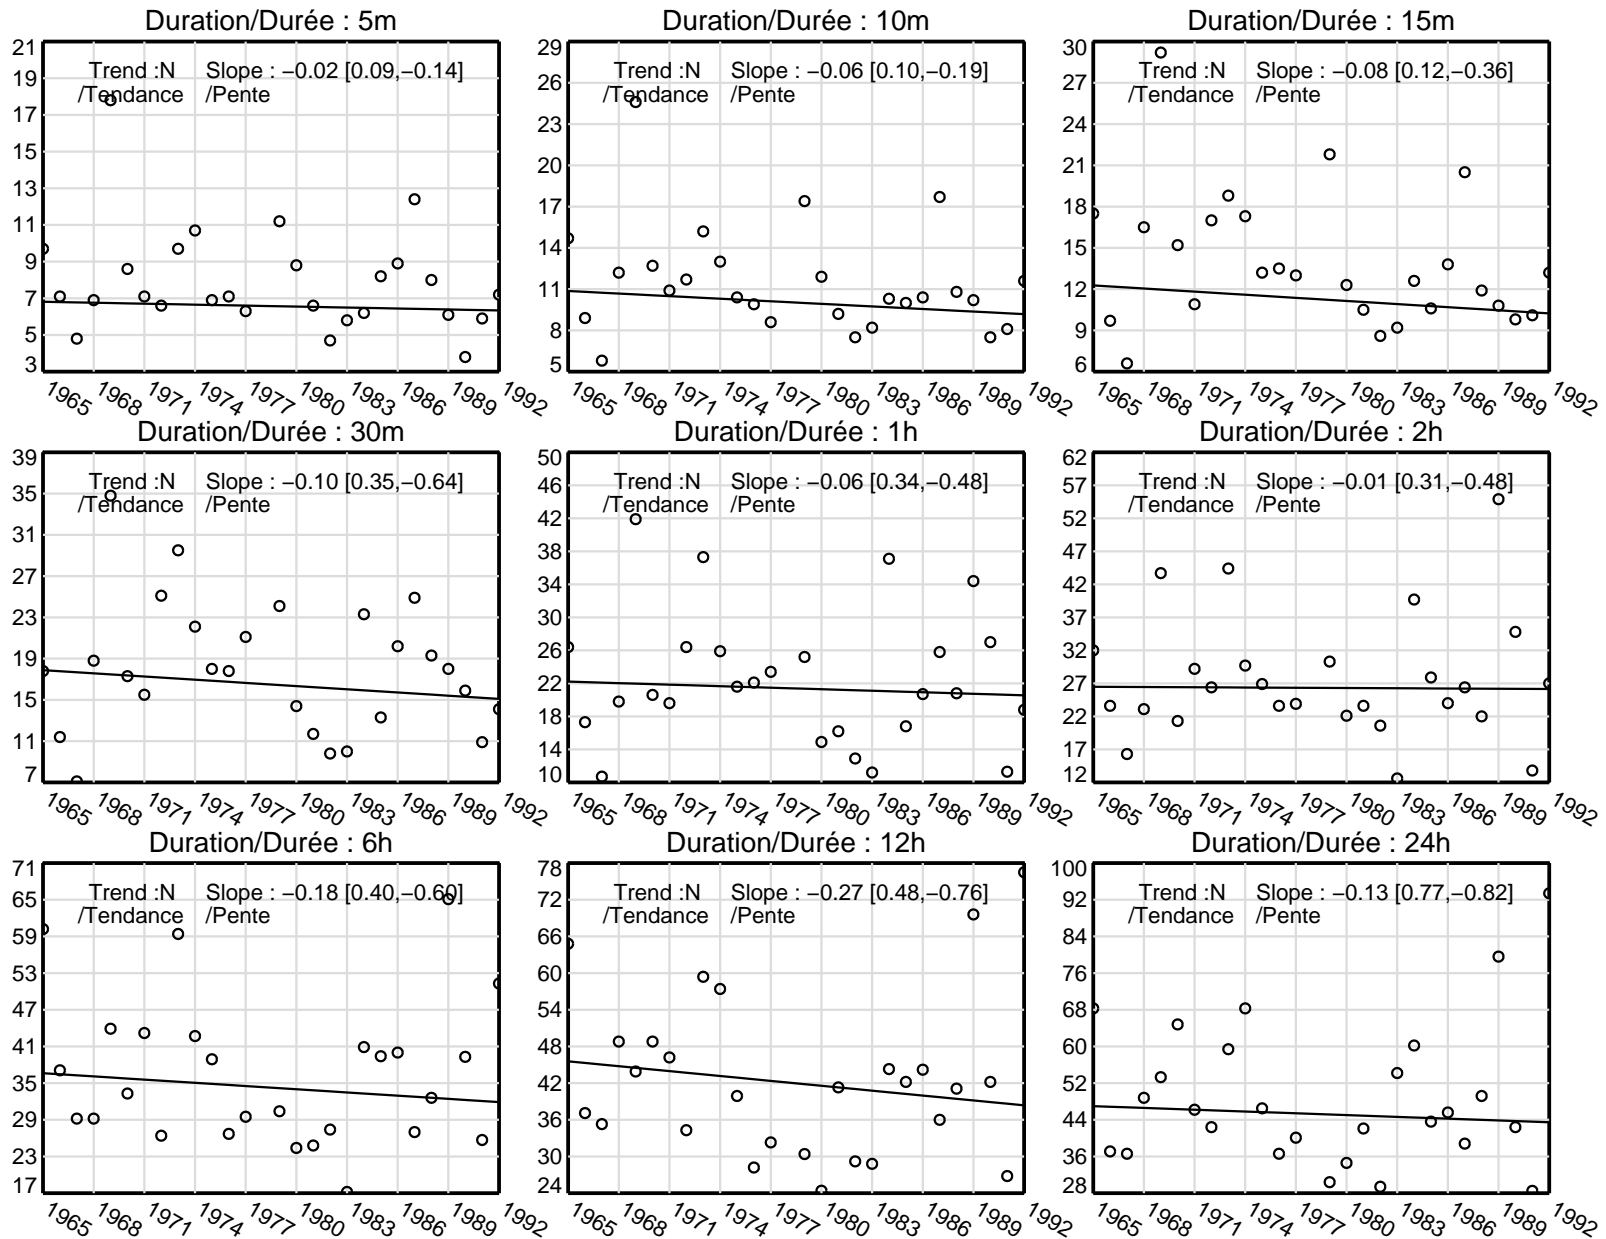 Duration/Durée : 5m
21
19
17
15
13
11
9
7
5
3
Trend :N Slope : −0.02 [0.09,−0.14]
/Tendance /Pente
1965 1968 1971 1974 1977 1980 1983 1986 1989 1992
Duration/Durée : 10m
29
26
23
20
17
14
11
8
5
Trend :N Slope : −0.06 [0.10,−0.19]
/Tendance /Pente
1965 1968 1971 1974 1977 1980 1983 1986 1989 1992
Duration/Durée : 15m
30
27
24
21
18
15
12
9
6
Trend :N Slope : −0.08 [0.12,−0.36]
/Tendance /Pente
1965 1968 1971 1974 1977 1980 1983 1986 1989 1992
Duration/Durée : 30m
39
35
31
27
23
19
15
11
7
Trend :N Slope : −0.10 [0.35,−0.64]
/Tendance /Pente
1965 1968 1971 1974 1977 1980 1983 1986 1989 1992
Duration/Durée : 1h
50
46
42
38
34
30
26
22
18
14
10
Trend :N Slope : −0.06 [0.34,−0.48]
/Tendance /Pente
1965 1968 1971 1974 1977 1980 1983 1986 1989 1992
Duration/Durée : 2h
62
57
52
47
42
37
32
27
22
17
12
Trend :N Slope : −0.01 [0.31,−0.48]
/Tendance /Pente
1965 1968 1971 1974 1977 1980 1983 1986 1989 1992
Duration/Durée : 6h
71
65
59
53
47
41
35
29
23
17
Trend :N Slope : −0.18 [0.40,−0.60]
/Tendance /Pente
1965 1968 1971 1974 1977 1980 1983 1986 1989 1992
Duration/Durée : 12h
78
72
66
60
54
48
42
36
30
24
Trend :N Slope : −0.27 [0.48,−0.76]
/Tendance /Pente
1965 1968 1971 1974 1977 1980 1983 1986 1989 1992
Duration/Durée : 24h
100
92
84
76
68
60
52
44
36
28
Trend :N Slope : −0.13 [0.77,−0.82]
/Tendance /Pente
1965 1968 1971 1974 1977 1980 1983 1986 1989 1992